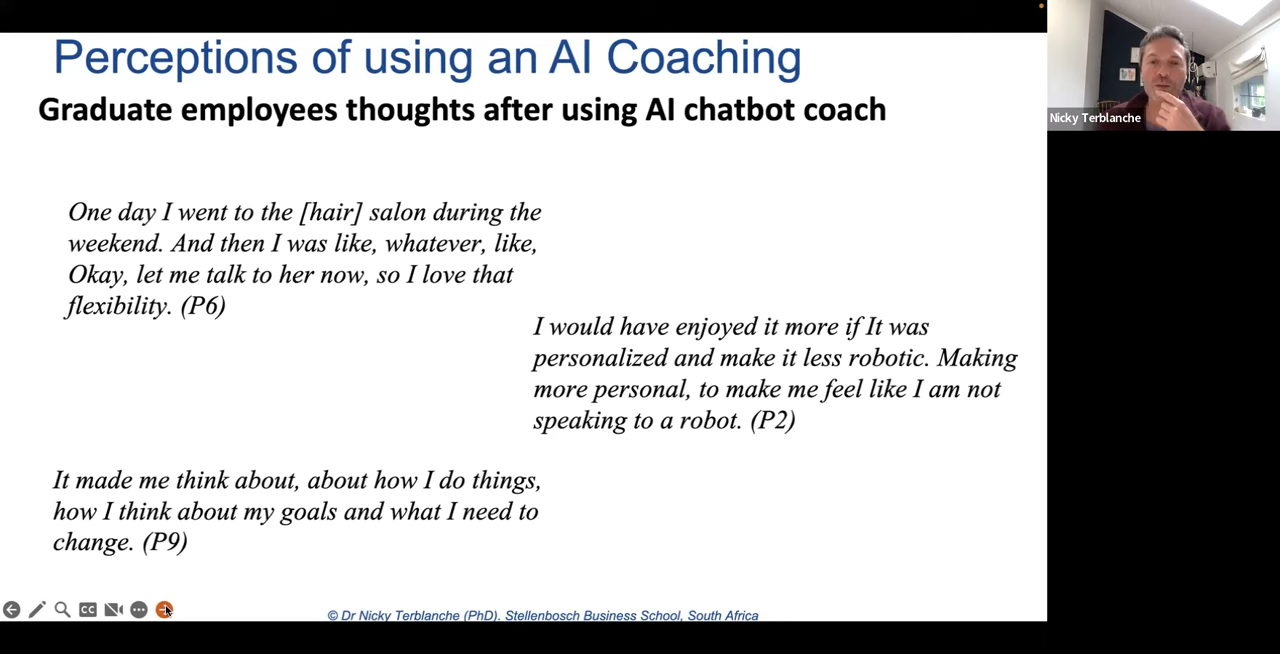 Perceptions of using an AI Coaching
Graduate employees thoughts after using AI chatbot coach
Nicky Terblanche
One day I went to the [hair] salon during the
weekend. And then I was like, whatever, like,
Okay, let me talk to her now, so I love that
flexibility. (P6)
I would have enjoyed it more if It was
personalized and make it less robotic. Making
more personal, to make me feel like I am not
speaking to a robot. (P2)
It made me think about, about how I do things,
how I think about my goals and what I need to
change. (P9)
CC
© Dr Nicky Terblanche (PhD). Stellenbosch Business School, South Africa